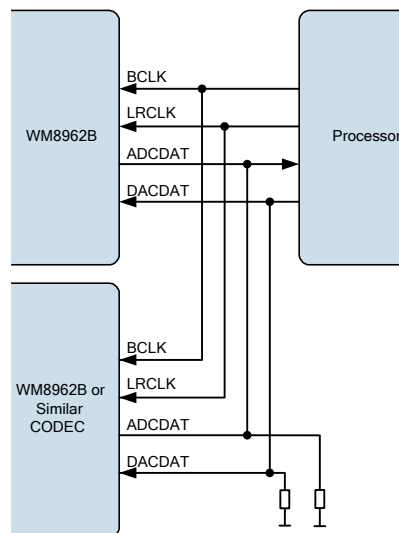 BCLK
LRCLK
WM8962B
Processor
ADCDAT
DACDAT
BCLK
WM8962B or
Similar
CODEC
LRCLK
ADCDAT
DACDAT